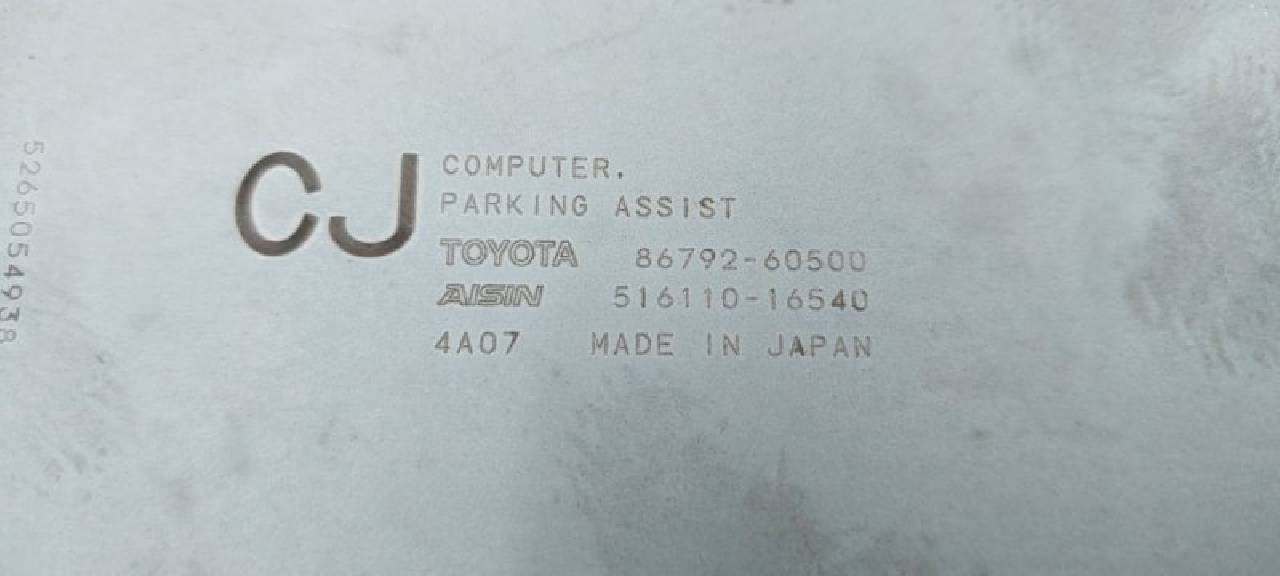 CJ
COMPUTER.
PARKING ASSIST
TOYOTA 86792-60500
AISIN 516110-16540
4A07 MADE IN JAPAN
5265054938